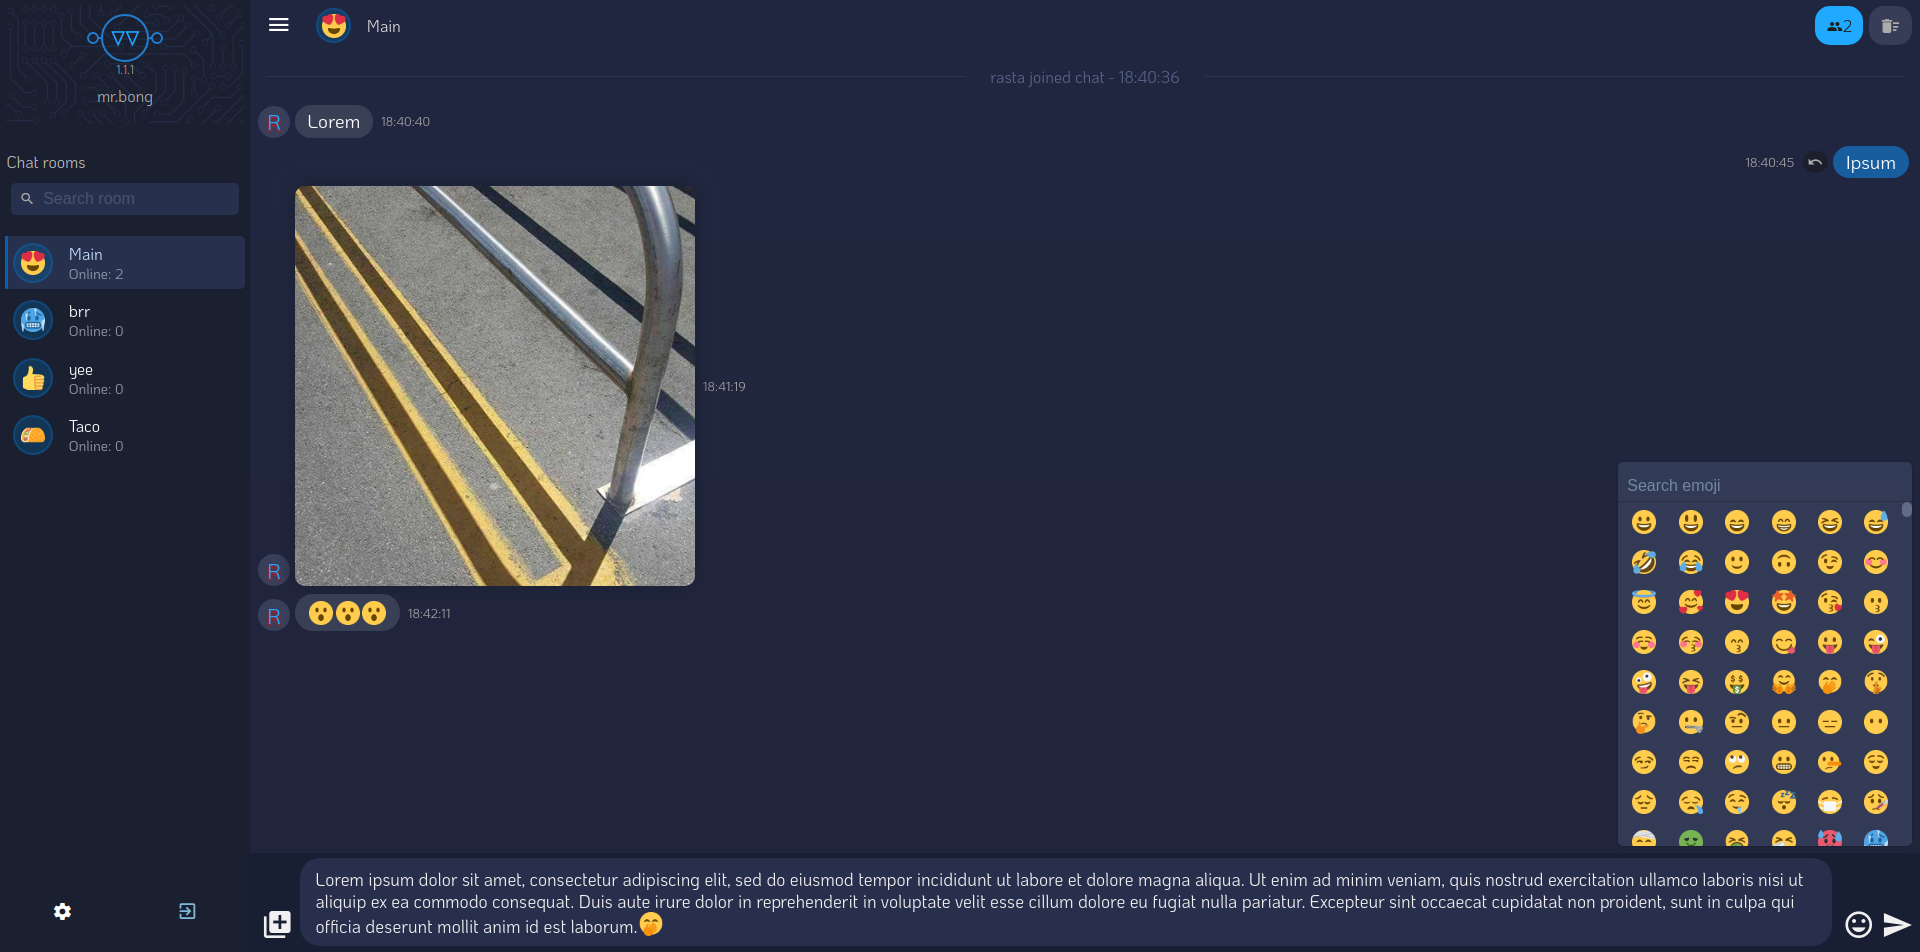 1.1.1
mr.bong
Chat rooms
Search room
Main
Online: 2
brr
Online: 0
yee
Online: 0
Taco
Online: 0
Main
2
rasta joined chat - 18:40:36
R
Lorem
18:40:40
18:40:45
Ipsum
18:41:19
R
R
😮😮😮
18:42:11
Search emoji
Lorem ipsum dolor sit amet, consectetur adipiscing elit, sed do eiusmod tempor incididunt ut labore et dolore magna aliqua. Ut enim ad minim veniam, quis nostrud exercitation ullamco laboris nisi ut
aliquip ex ea commodo consequat. Duis aute irure dolor in reprehenderit in voluptate velit esse cillum dolore eu fugiat nulla pariatur. Excepteur sint occaecat cupidatat non proident, sunt in culpa qui
officia deserunt mollit anim id est laborum.🤭